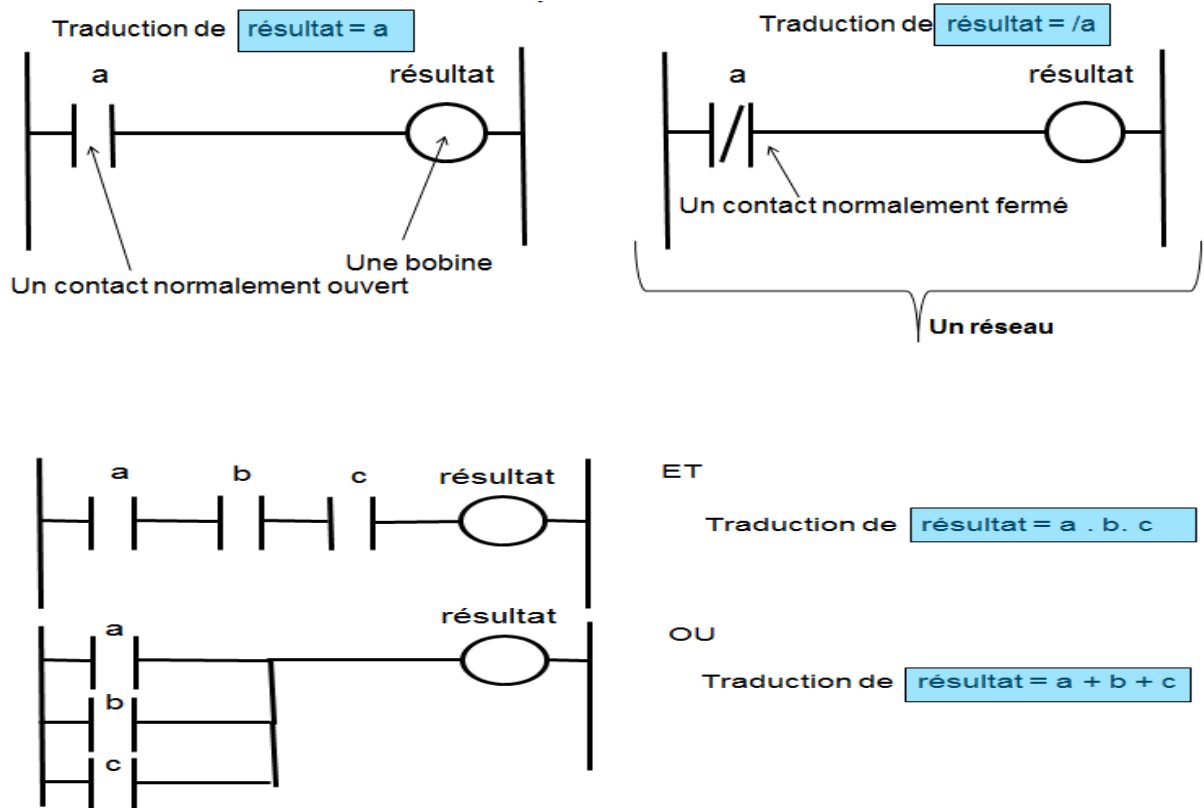 Traduction de résultat = a
a
résultat
Une bobine
Un contact normalement ouvert
Traduction de résultat = /a
a
résultat
Un contact normalement fermé
Un réseau
a b c résultat
ET
Traduction de résultat = a . b. c
résultat
a
b
c
OU
Traduction de résultat = a + b + c